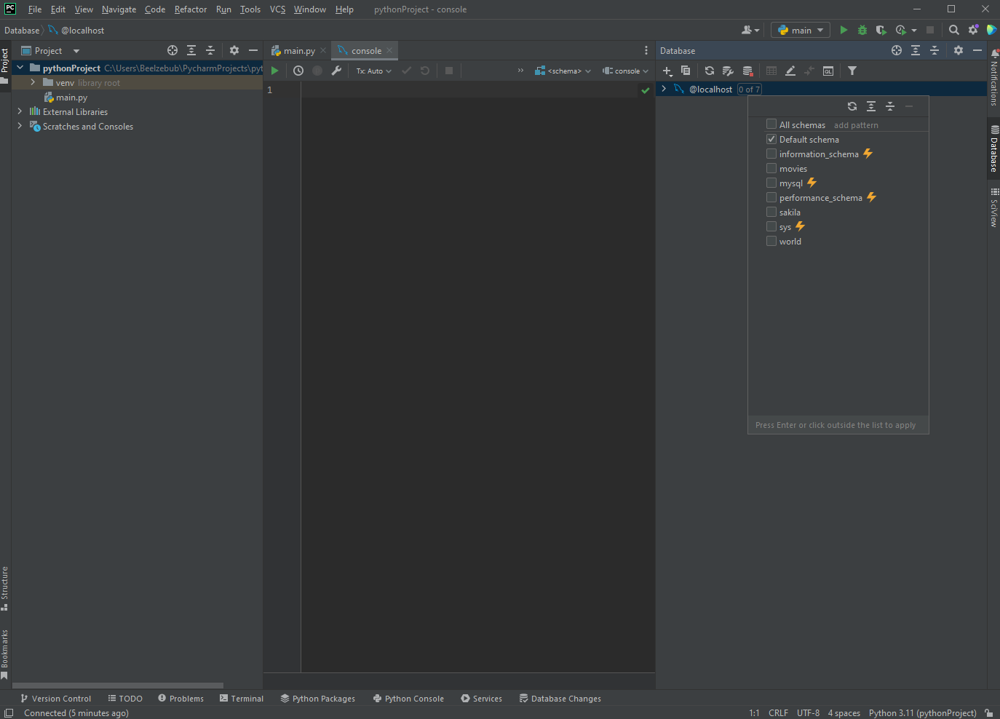 PC File Edit View Navigate Code Refactor Run Tools VCS Window Help pythonProject - console
Database @localhost main
Project
Project
pythonProject C:\Users\Beelzebub\PycharmProjects\pyt
venv library root
main.py
External Libraries
Scratches and Consoles
Structure
Bookmarks
main.py console
Tx: Auto <schema> console
1
Database
@localhost 0 of 7
All schemas add pattern
Default schema
information_schema
movies
mysql
performance_schema
sakila
sys
world
Press Enter or click outside the list to apply
Notifications
Database
SciView
Version Control TODO Problems Terminal Python Packages Python Console Services Database Changes
Connected (5 minutes ago) 1:1 CRLF UTF-8 4 spaces Python 3.11 (pythonProject)